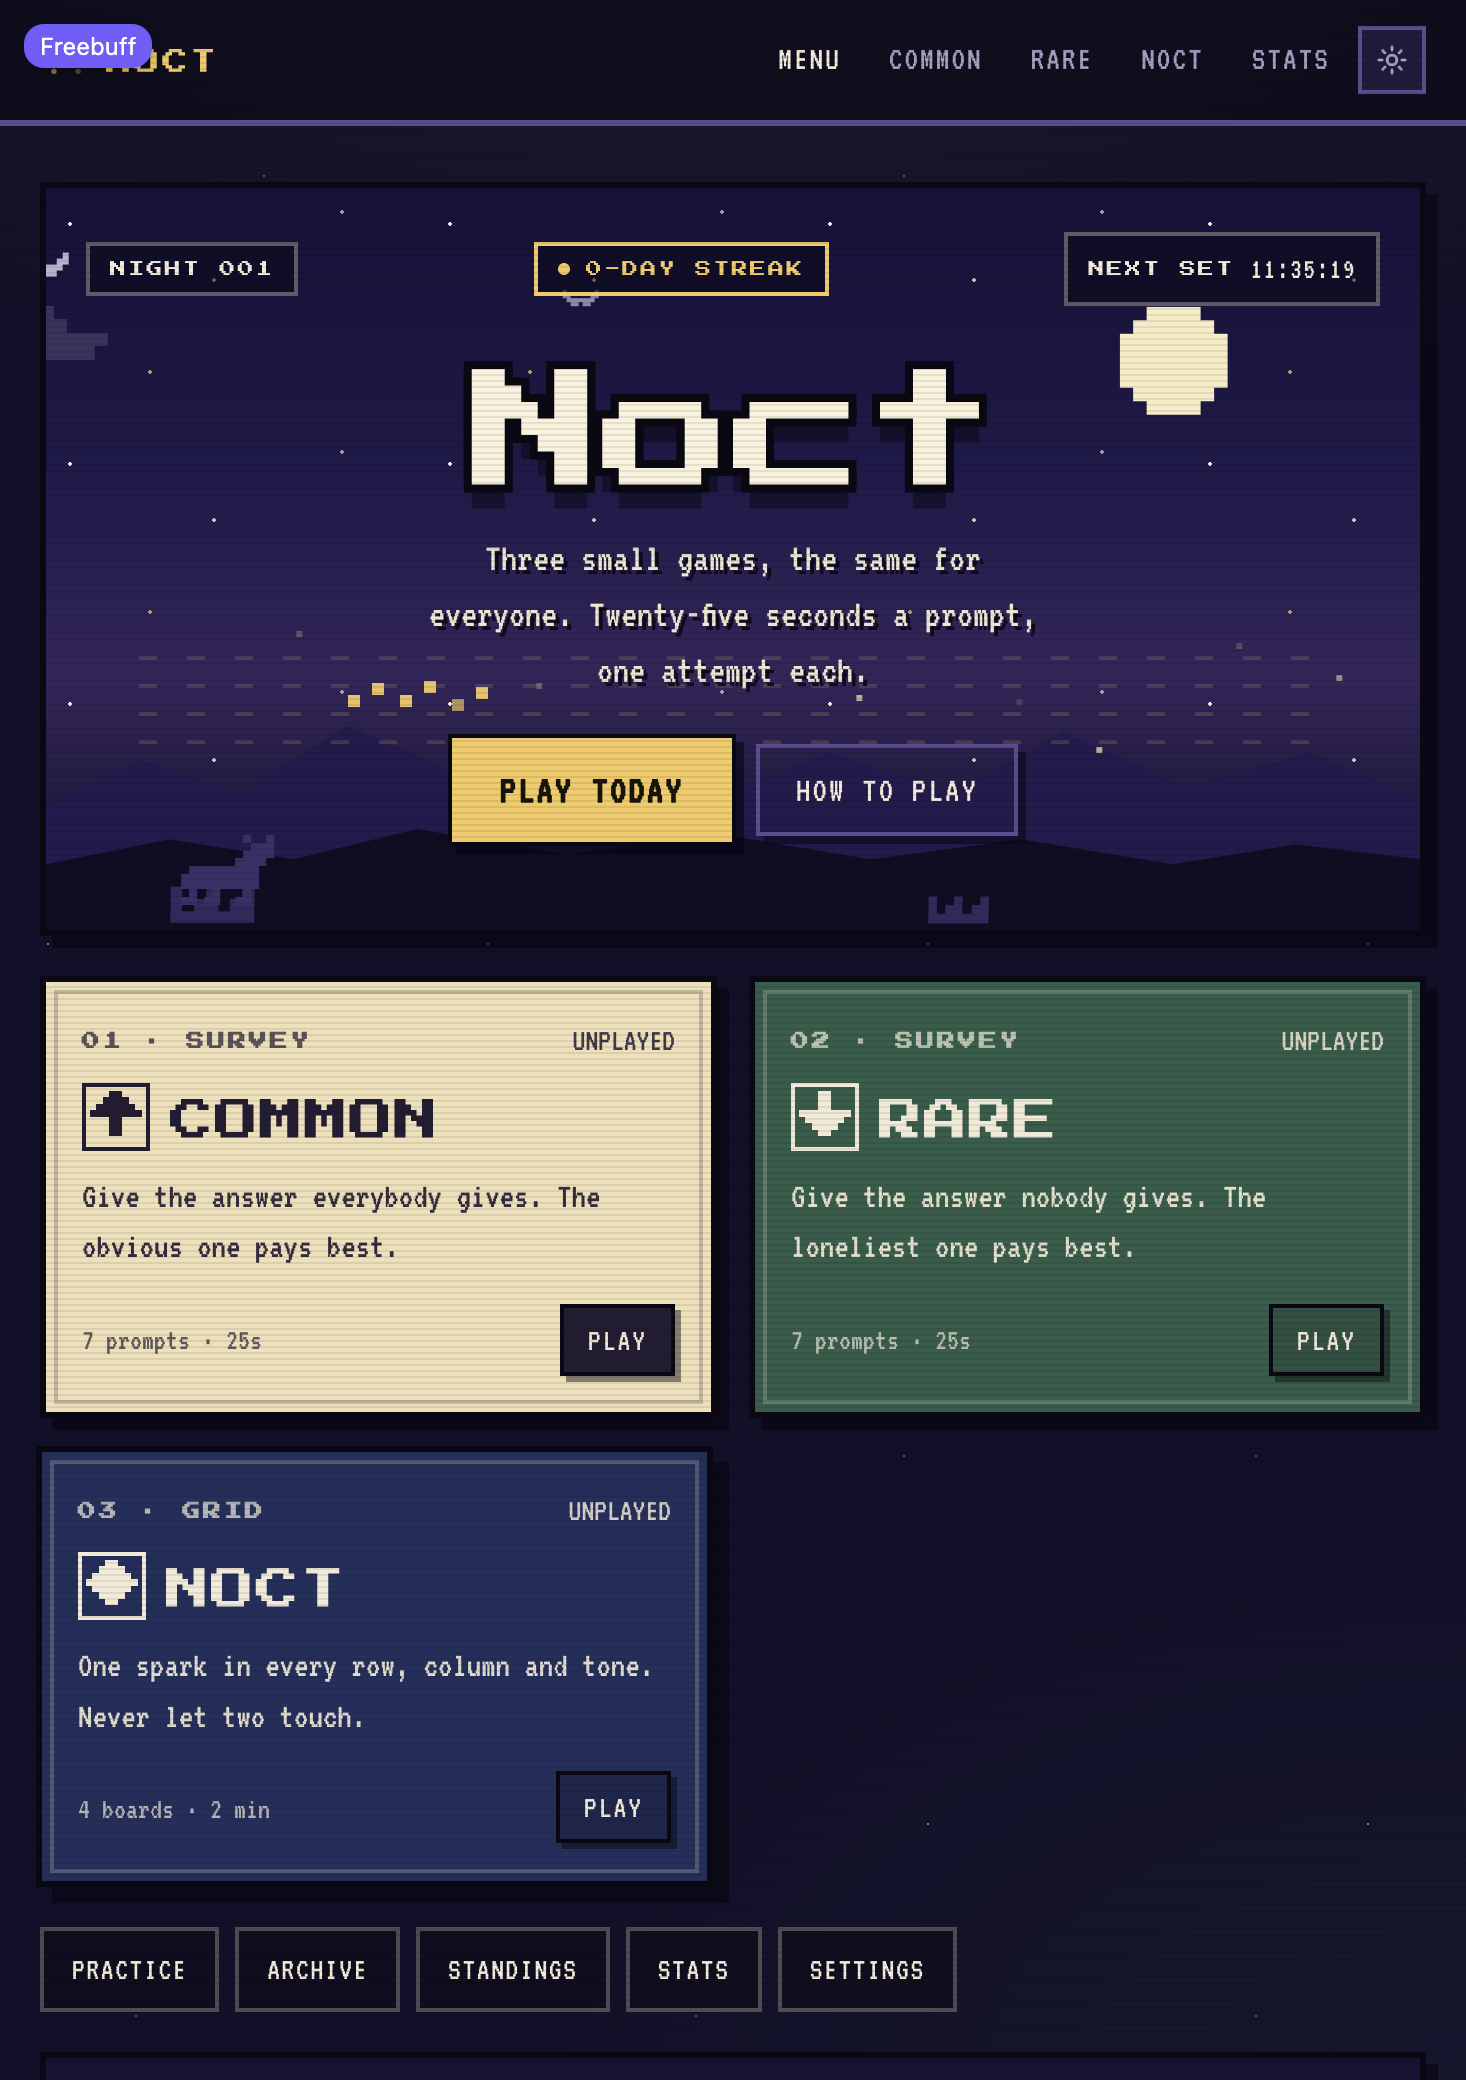 Freebuff
MENU COMMON RARE NOCT STATS
NIGHT 001
0-DAY STREAK
NEXT SET 11:35:19
Noct
Three small games, the same for
everyone. Twenty-five seconds a prompt,
one attempt each.
PLAY TODAY
HOW TO PLAY
01 · SURVEY
UNPLAYED
COMMON
Give the answer everybody gives. The
obvious one pays best.
7 prompts · 25s
PLAY
02 · SURVEY
UNPLAYED
RARE
Give the answer nobody gives. The
loneliest one pays best.
7 prompts · 25s
PLAY
03 · GRID
UNPLAYED
NOCT
One spark in every row, column and tone.
Never let two touch.
4 boards · 2 min
PLAY
PRACTICE
ARCHIVE
STANDINGS
STATS
SETTINGS